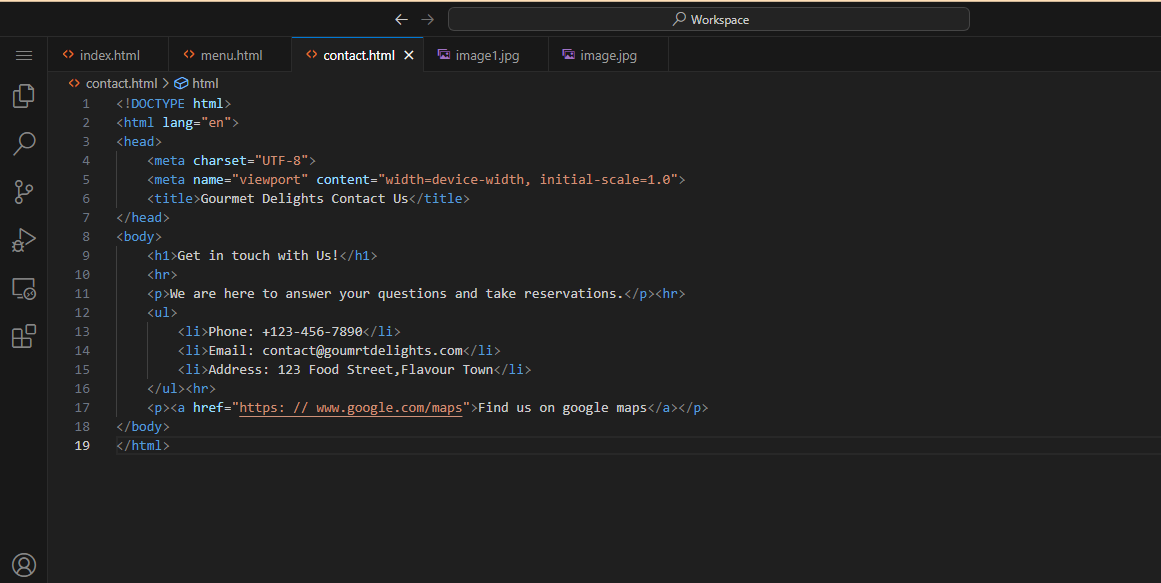 Workspace
index.html
menu.html
contact.html
image1.jpg
image.jpg
contact.html > html
1 <!DOCTYPE html>
2 <html lang="en">
3 <head>
4 <meta charset="UTF-8">
5 <meta name="viewport" content="width=device-width, initial-scale=1.0">
6 <title>Gourmet Delights Contact Us</title>
7 </head>
8 <body>
9 <h1>Get in touch with Us!</h1>
10 <hr>
11 <p>We are here to answer your questions and take reservations.</p><hr>
12 <ul>
13 <li>Phone: +123-456-7890</li>
14 <li>Email: contact@goumrtdelights.com</li>
15 <li>Address: 123 Food Street,Flavour Town</li>
16 </ul><hr>
17 <p><a href="https: // www.google.com/maps">Find us on google maps</a></p>
18 </body>
19 </html>